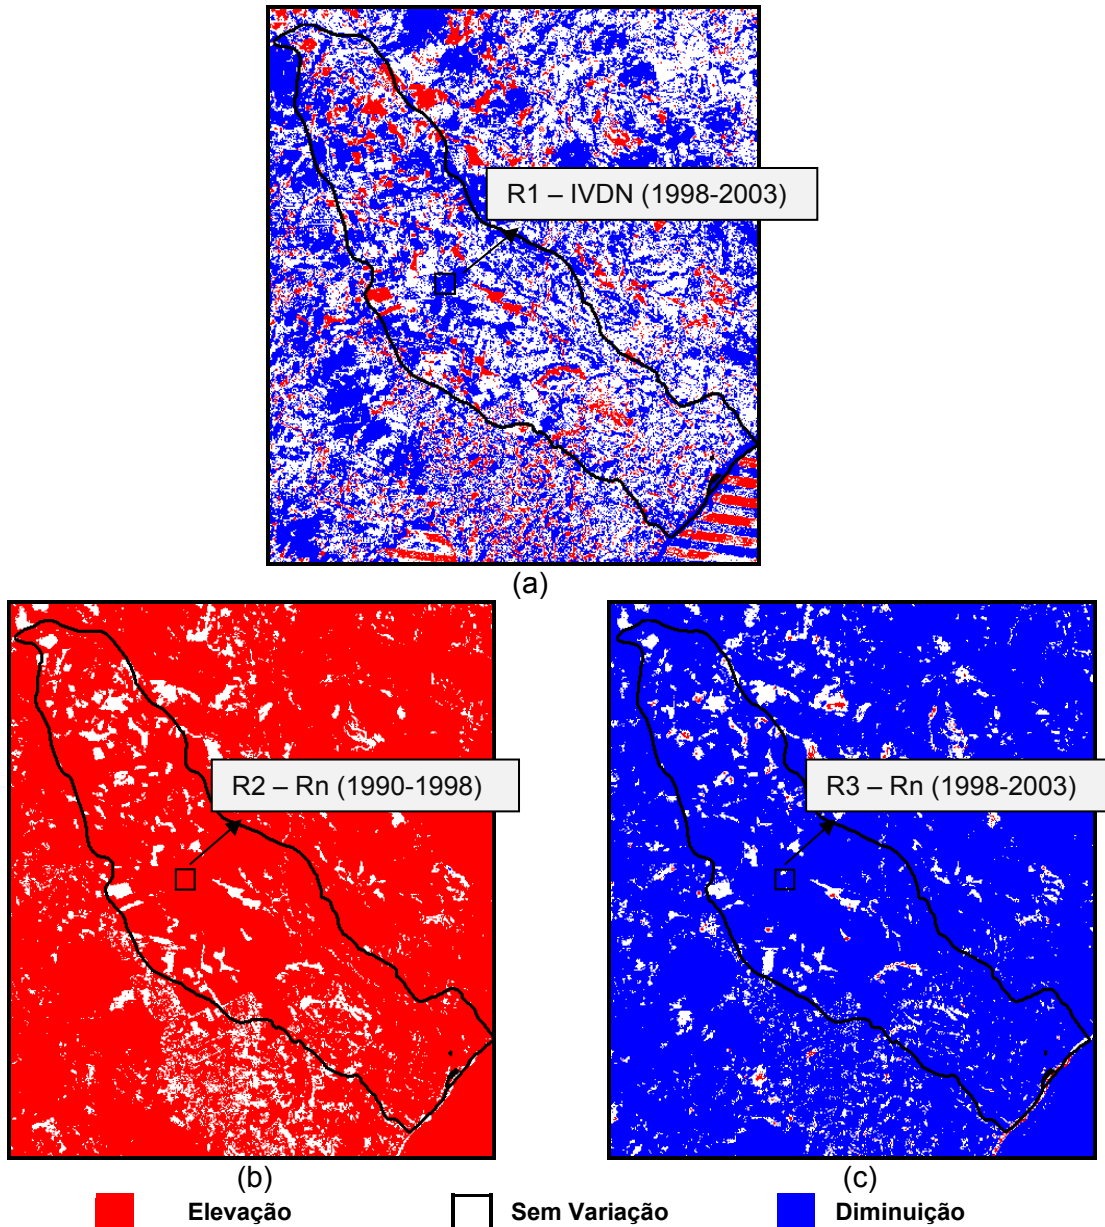 R1 – IVDN (1998-2003)
(a)
R2 – Rn (1990-1998)
R3 – Rn (1998-2003)
(b)
(c)
Elevação
Sem Variação
Diminuição